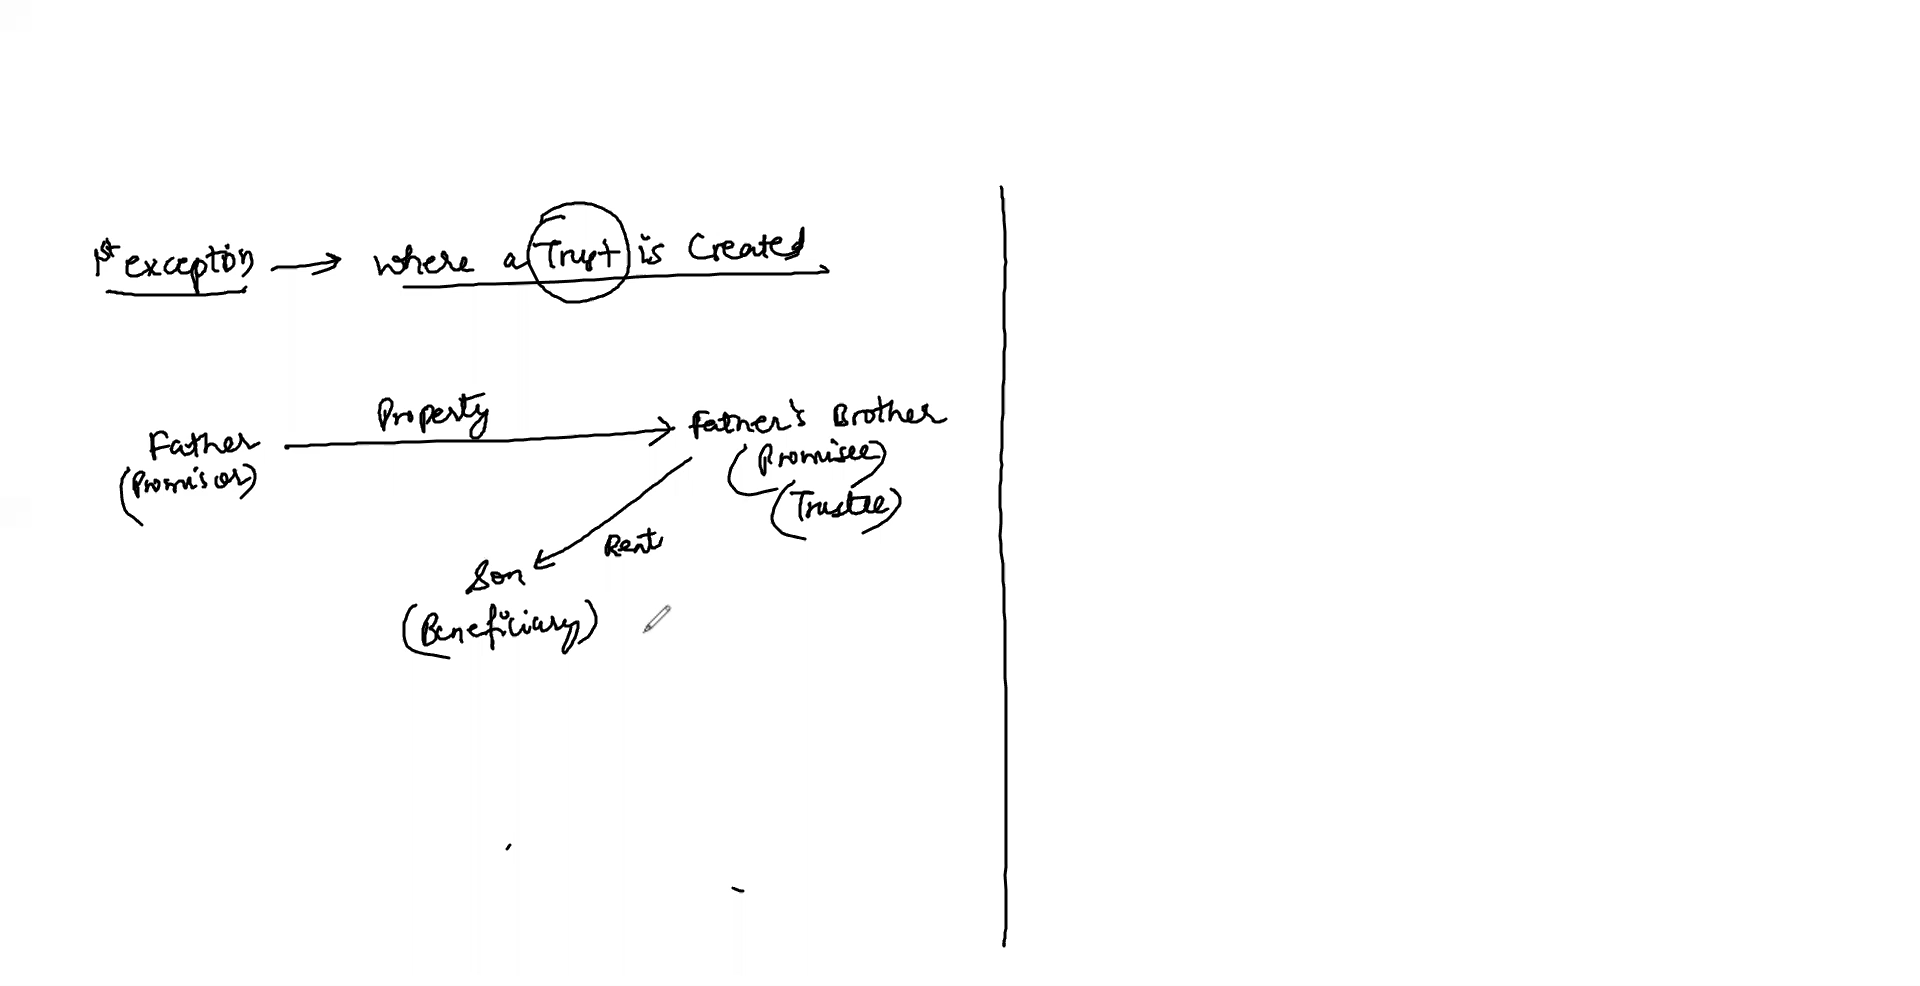 1st exception → where a Trust is Created
Property
Father
(Promisor)
Father's Brother
(Promisee)
(Trustee)
Rent
Son
(Beneficiary)